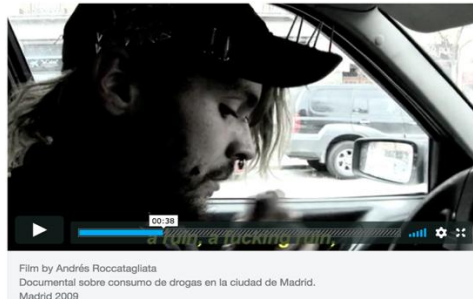 00:38
a ruin, a fucking ruin,
Film by Andrés Roccatagliata
Documental sobre consumo de drogas en la ciudad de Madrid.
Madrid 2009